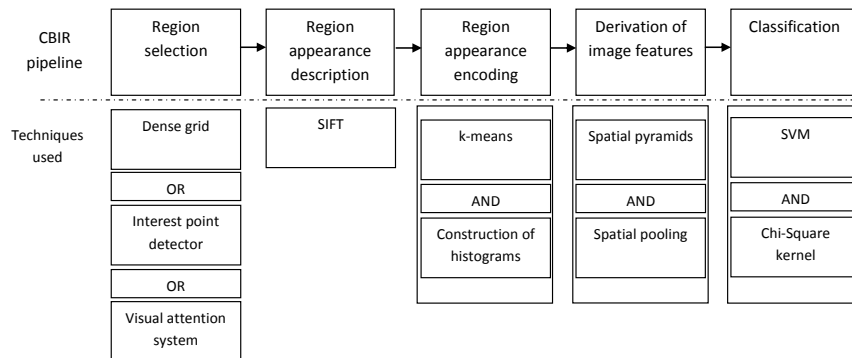 CBIR
pipeline
Region
selection
Region
appearance
description
Region
appearance
encoding
Derivation of
image features
Classification
Techniques
used
Dense grid
OR
Interest point
detector
OR
Visual attention
system
SIFT
k-means
AND
Construction of
histograms
Spatial pyramids
AND
Spatial pooling
SVM
AND
Chi-Square
kernel